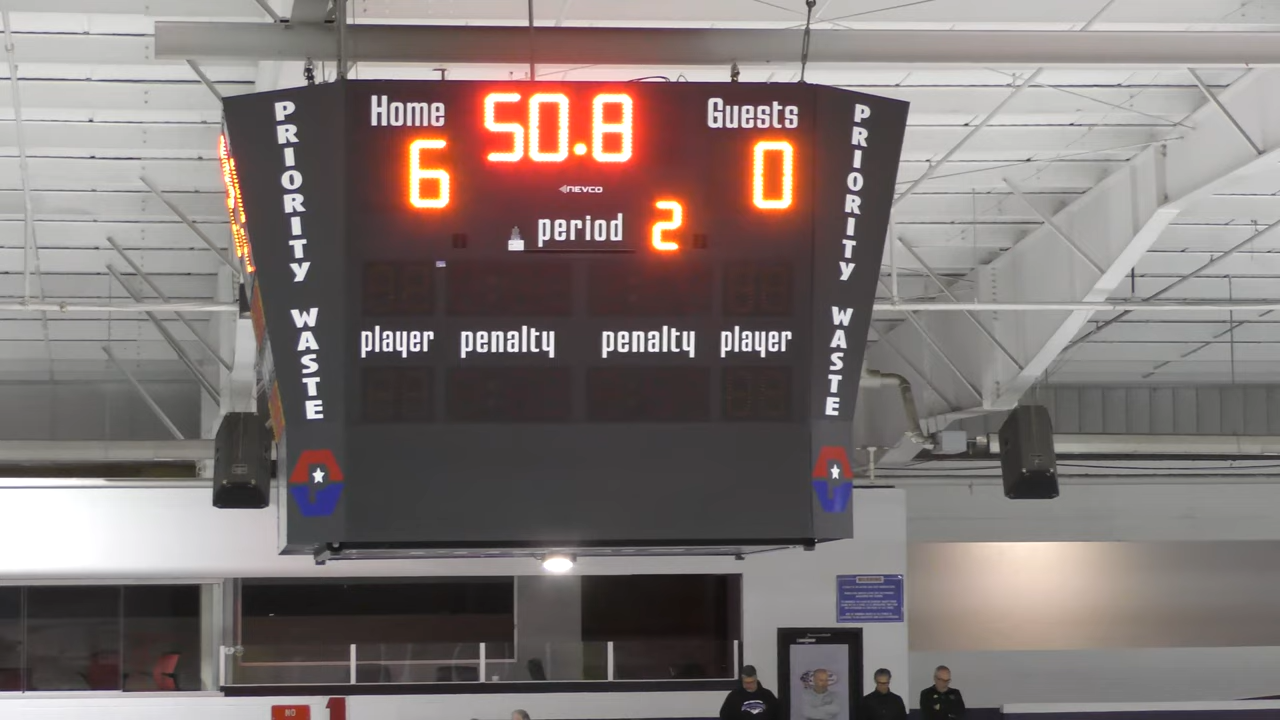 PRIORITY WASTE
Home
50.8
Guests
PRIORITY WASTE
6
NEVCO
0
period
2
player
penalty
penalty
player
NO